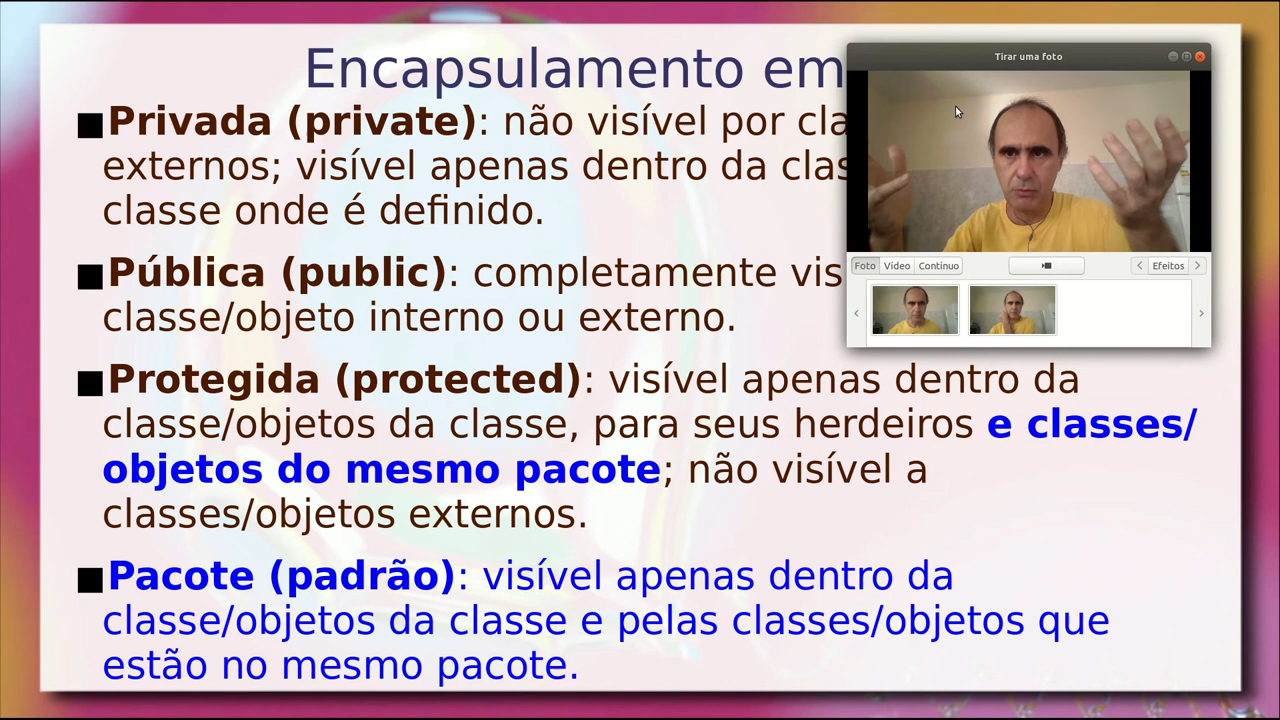 Encapsulamento em
Privada (private): não visível por
externos; visível apenas dentro da
classe onde é definido.
Pública (public): completamente
classe/objeto interno ou externo.
Protegida (protected): visível apenas dentro da
classe/objetos da classe, para seus herdeiros e classes/
objetos do mesmo pacote; não visível a
classes/objetos externos.
Pacote (padrão): visível apenas dentro da
classe/objetos da classe e pelas classes/objetos que
estão no mesmo pacote.
Tirar uma foto
Foto Vídeo Contínuo
Efeitos